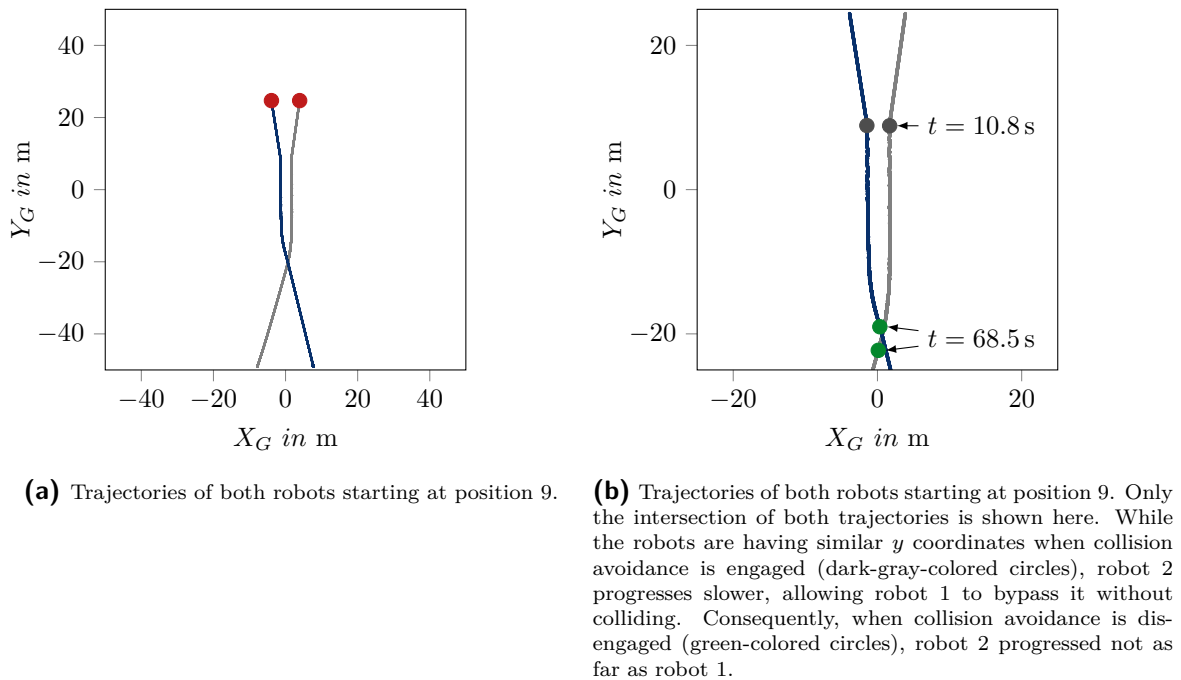 40
20
0
−20
−40
Y_G in m
−40 −20 0 20 40
X_G in m
(a) Trajectories of both robots starting at position 9.
20
0
−20
Y_G in m
t = 10.8 s
t = 68.5 s
−20 0 20
X_G in m
(b) Trajectories of both robots starting at position 9. Only
the intersection of both trajectories is shown here. While
the robots are having similar y coordinates when collision
avoidance is engaged (dark-gray-colored circles), robot 2
progresses slower, allowing robot 1 to bypass it without
colliding. Consequently, when collision avoidance is dis-
engaged (green-colored circles), robot 2 progressed not as
far as robot 1.